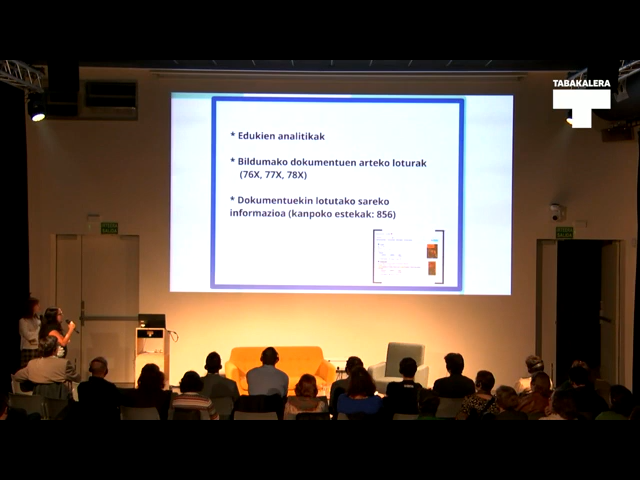 TABAKALERA
T
* Edukien analitikak
* Bildumako dokumentuen arteko loturak
(76X, 77X, 78X)
* Dokumentuekin lotutako sareko
informazioa (kanpoko estekak: 856)